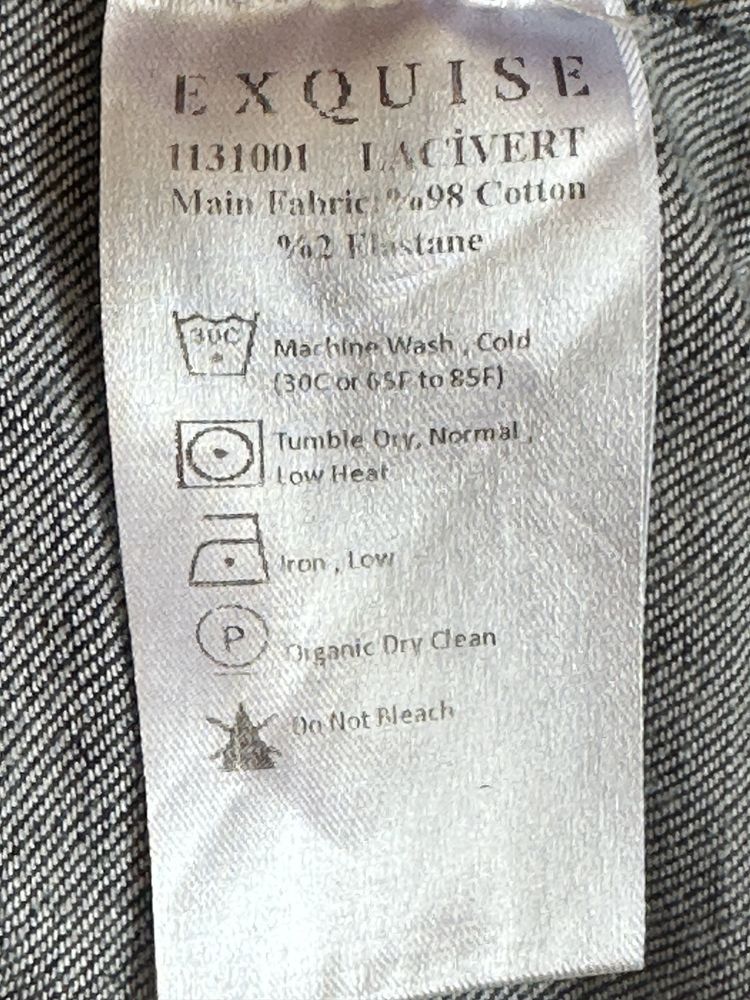 EXQUISE
1131001 LACİVERT
Main Fabric:%98 Cotton
%2 Elastane
30C
Machine Wash , Cold
(30C or 65F to 85F)
Tumble Dry, Normal ,
Low Heat
Iron , Low
P
Organic Dry Clean
Do Not Bleach